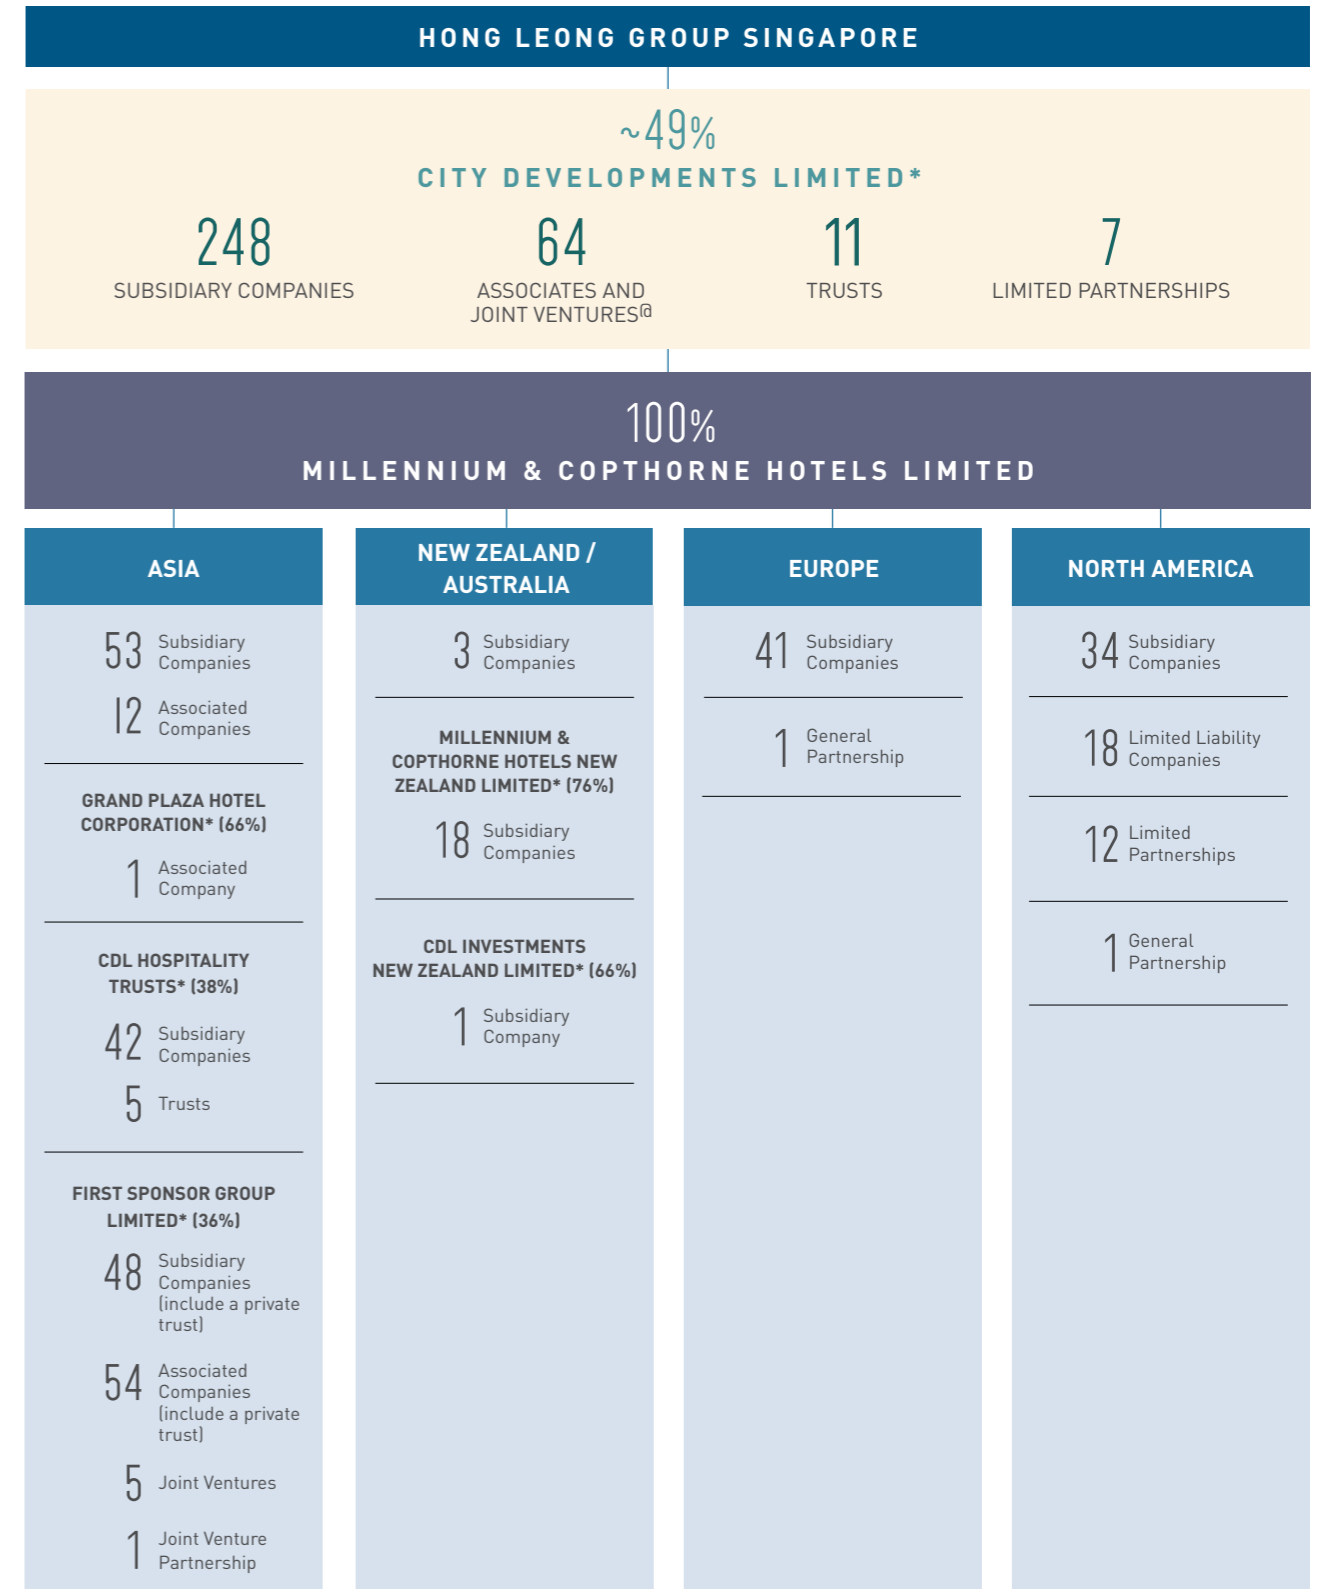 HONG LEONG GROUP SINGAPORE
~49%
CITY DEVELOPMENTS LIMITED*
248
SUBSIDIARY COMPANIES
64
ASSOCIATES AND
JOINT VENTURES@
11
TRUSTS
7
LIMITED PARTNERSHIPS
100%
MILLENNIUM & COPTHORNE HOTELS LIMITED
ASIA
53 Subsidiary
Companies
12 Associated
Companies
GRAND PLAZA HOTEL
CORPORATION* (66%)
1 Associated
Company
CDL HOSPITALITY
TRUSTS* (38%)
42 Subsidiary
Companies
5 Trusts
FIRST SPONSOR GROUP
LIMITED* (36%)
48 Subsidiary
Companies
(include a private
trust)
54 Associated
Companies
(include a private
trust)
5 Joint Ventures
1 Joint Venture
Partnership
NEW ZEALAND /
AUSTRALIA
3 Subsidiary
Companies
MILLENNIUM &
COPTHORNE HOTELS NEW
ZEALAND LIMITED* (76%)
18 Subsidiary
Companies
CDL INVESTMENTS
NEW ZEALAND LIMITED* (66%)
1 Subsidiary
Company
EUROPE
41 Subsidiary
Companies
1 General
Partnership
NORTH AMERICA
34 Subsidiary
Companies
18 Limited Liability
Companies
12 Limited
Partnerships
1 General
Partnership